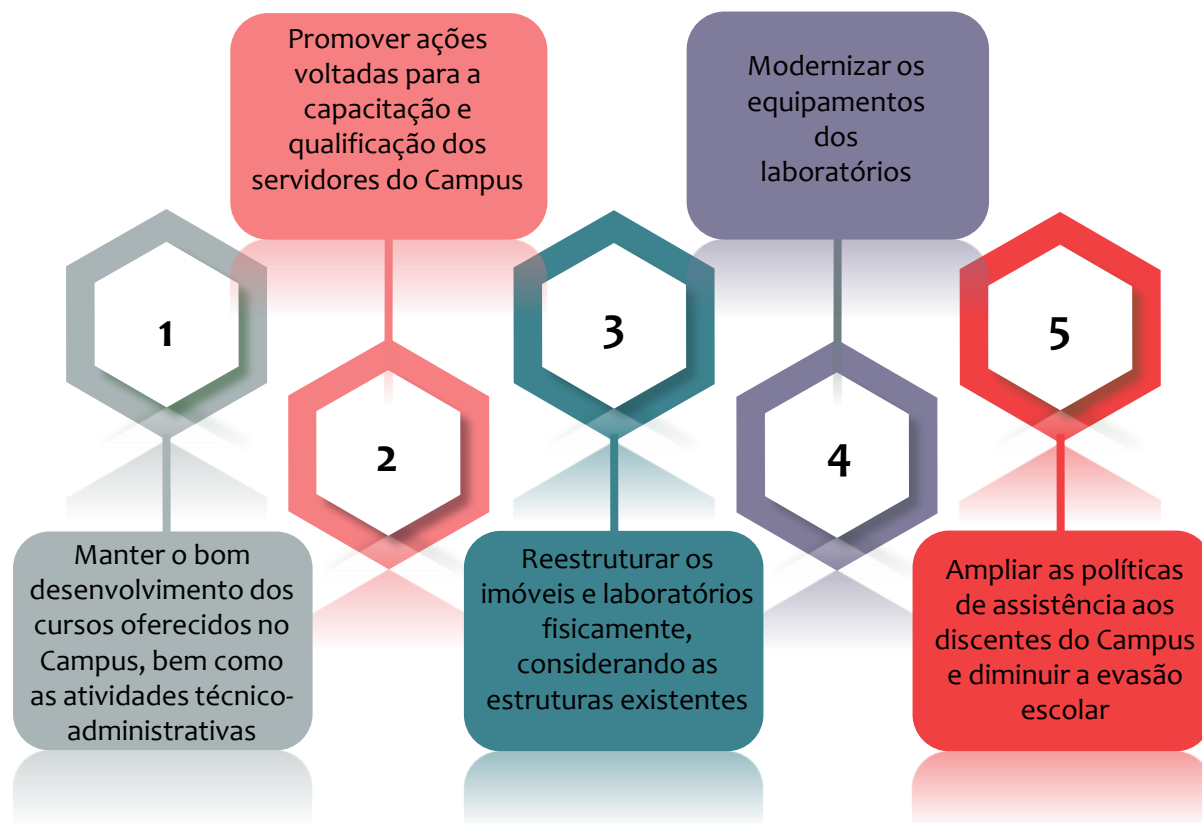 1
Manter o bom
desenvolvimento dos
cursos oferecidos no
Campus, bem como
as atividades técnico-
administrativas
Promover ações
voltadas para a
capacitação e
qualificação dos
servidores do Campus
2
3
Reestruturar os
imóveis e laboratórios
fisicamente,
considerando as
estruturas existentes
Modernizar os
equipamentos
dos
laboratórios
4
5
Ampliar as políticas
de assistência aos
discentes do Campus
e diminuir a evasão
escolar